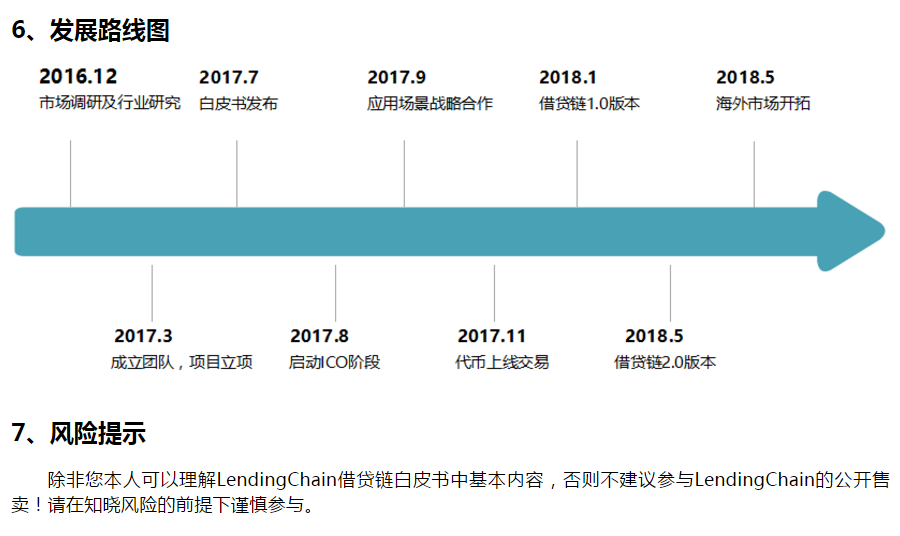 6、发展路线图
2016.12 2017.7 2017.9 2018.1 2018.5
市场调研及行业研究 白皮书发布 应用场景战略合作 借贷链1.0版本 海外市场开拓
2017.3 2017.8 2017.11 2018.5
成立团队，项目立项 启动ICO阶段 代币上线交易 借贷链2.0版本
7、风险提示
除非您本人可以理解LendingChain借贷链白皮书中基本内容，否则不建议参与LendingChain的公开售
卖！请在知晓风险的前提下谨慎参与。